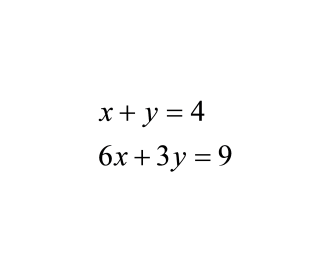 x + y = 4
6x + 3y = 9